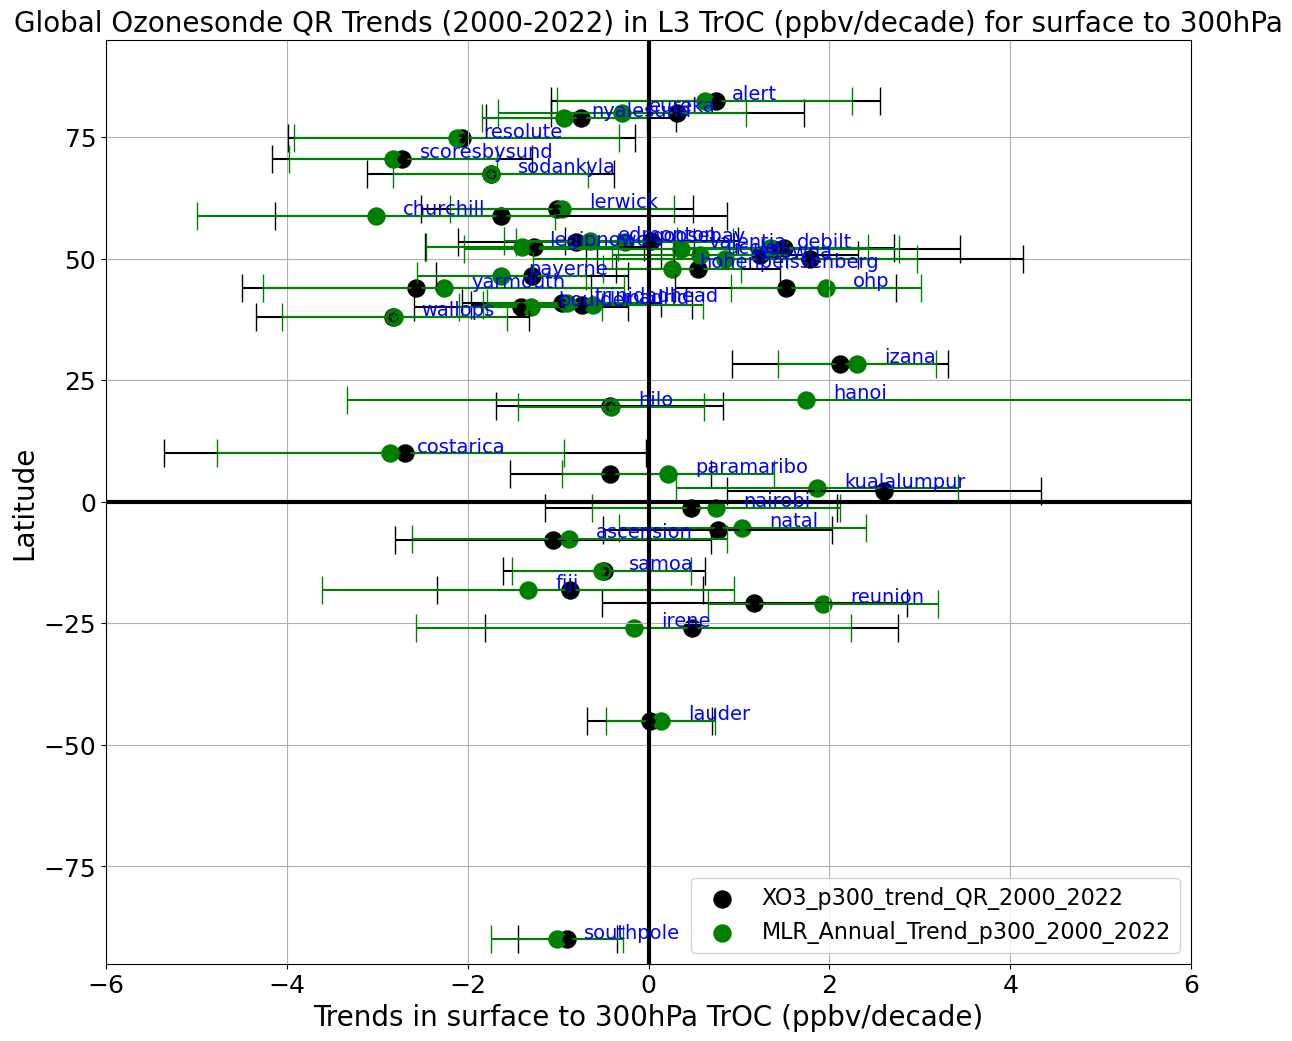 Global Ozonesonde QR Trends (2000-2022) in L3 TrOC (ppbv/decade) for surface to 300hPa
alert
eureka
nyalesund
75
resolute
scoresbysund
sodankyla
lerwick
churchill
edmonton
legionowo
valentia
debilt
50
hohenpeissenberg
payerne
yarmouth
ohp
boulder
trinidadhead
madrid
wallops
izana
25
hanoi
hilo
costarica
paramaribo
kualalumpur
0
nairobi
natal
ascension
samoa
fiji
reunion
−25
irene
lauder
−50
−75
southpole
Latitude
XO3_p300_trend_QR_2000_2022
MLR_Annual_Trend_p300_2000_2022
−6 −4 −2 0 2 4 6
Trends in surface to 300hPa TrOC (ppbv/decade)